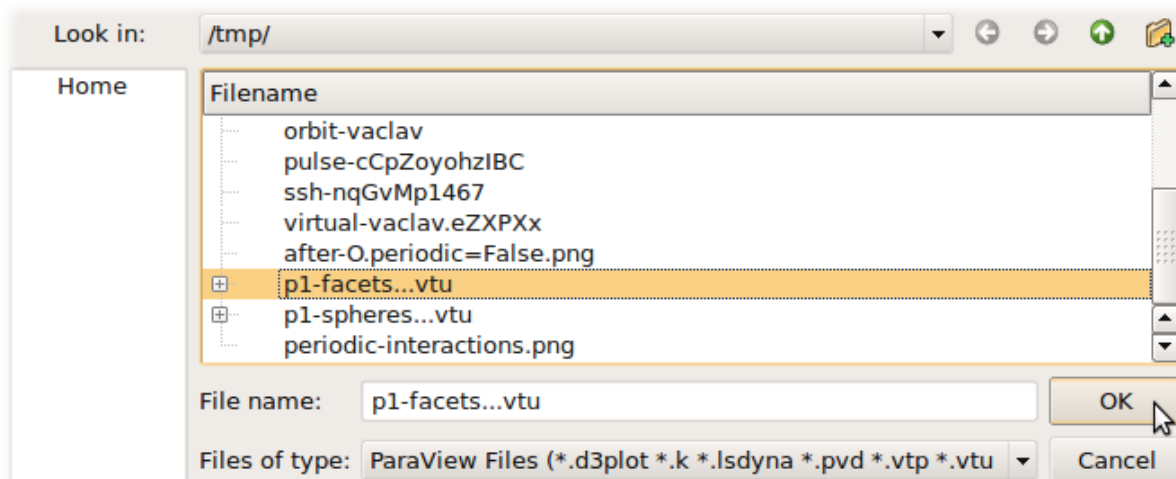 Look in: /tmp/
Home
Filename
orbit-vaclav
pulse-cCpZoyohzIBC
ssh-nqGvMp1467
virtual-vaclav.eZXPXx
after-O.periodic=False.png
p1-facets...vtu
p1-spheres...vtu
periodic-interactions.png
File name: p1-facets...vtu OK
Files of type: ParaView Files (*.d3plot *.k *.lsdyna *.pvd *.vtp *.vtu Cancel